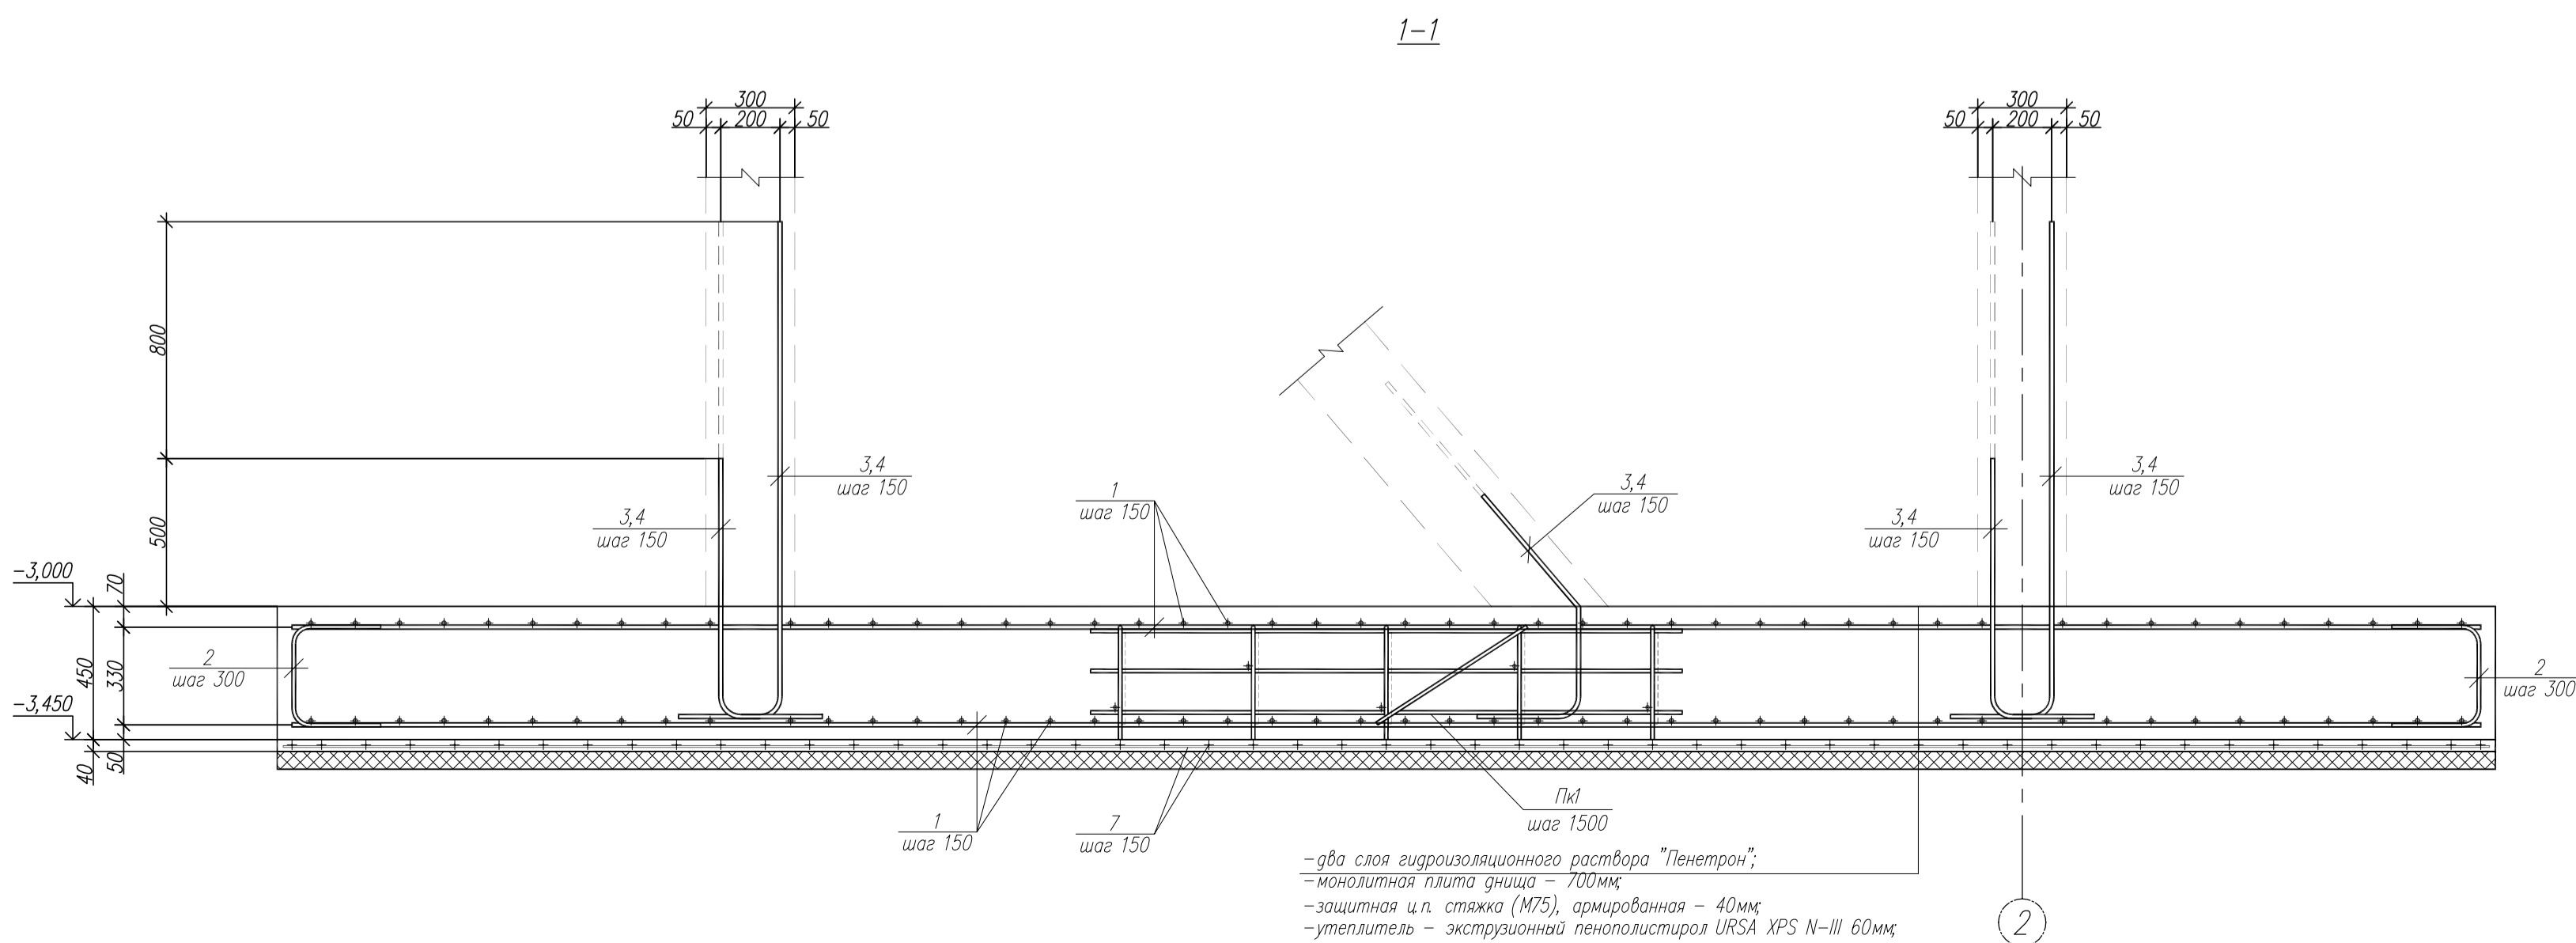 1-1
300
50 200 50
300
50 200 50
800
500
3,4
шаг 150
3,4
шаг 150
1
шаг 150
3,4
шаг 150
3,4
шаг 150
3,4
шаг 150
-3,000
70
450
330
-3,450
40
50
2
шаг 300
2
шаг 300
1
шаг 150
7
шаг 150
Пк1
шаг 1500
-два слоя гидроизоляционного раствора "Пенетрон";
-монолитная плита днища - 700мм;
-защитная ц.п. стяжка (М75), армированная - 40мм;
-утеплитель - экструзионный пенополистирол URSA XPS N-III 60мм;
2